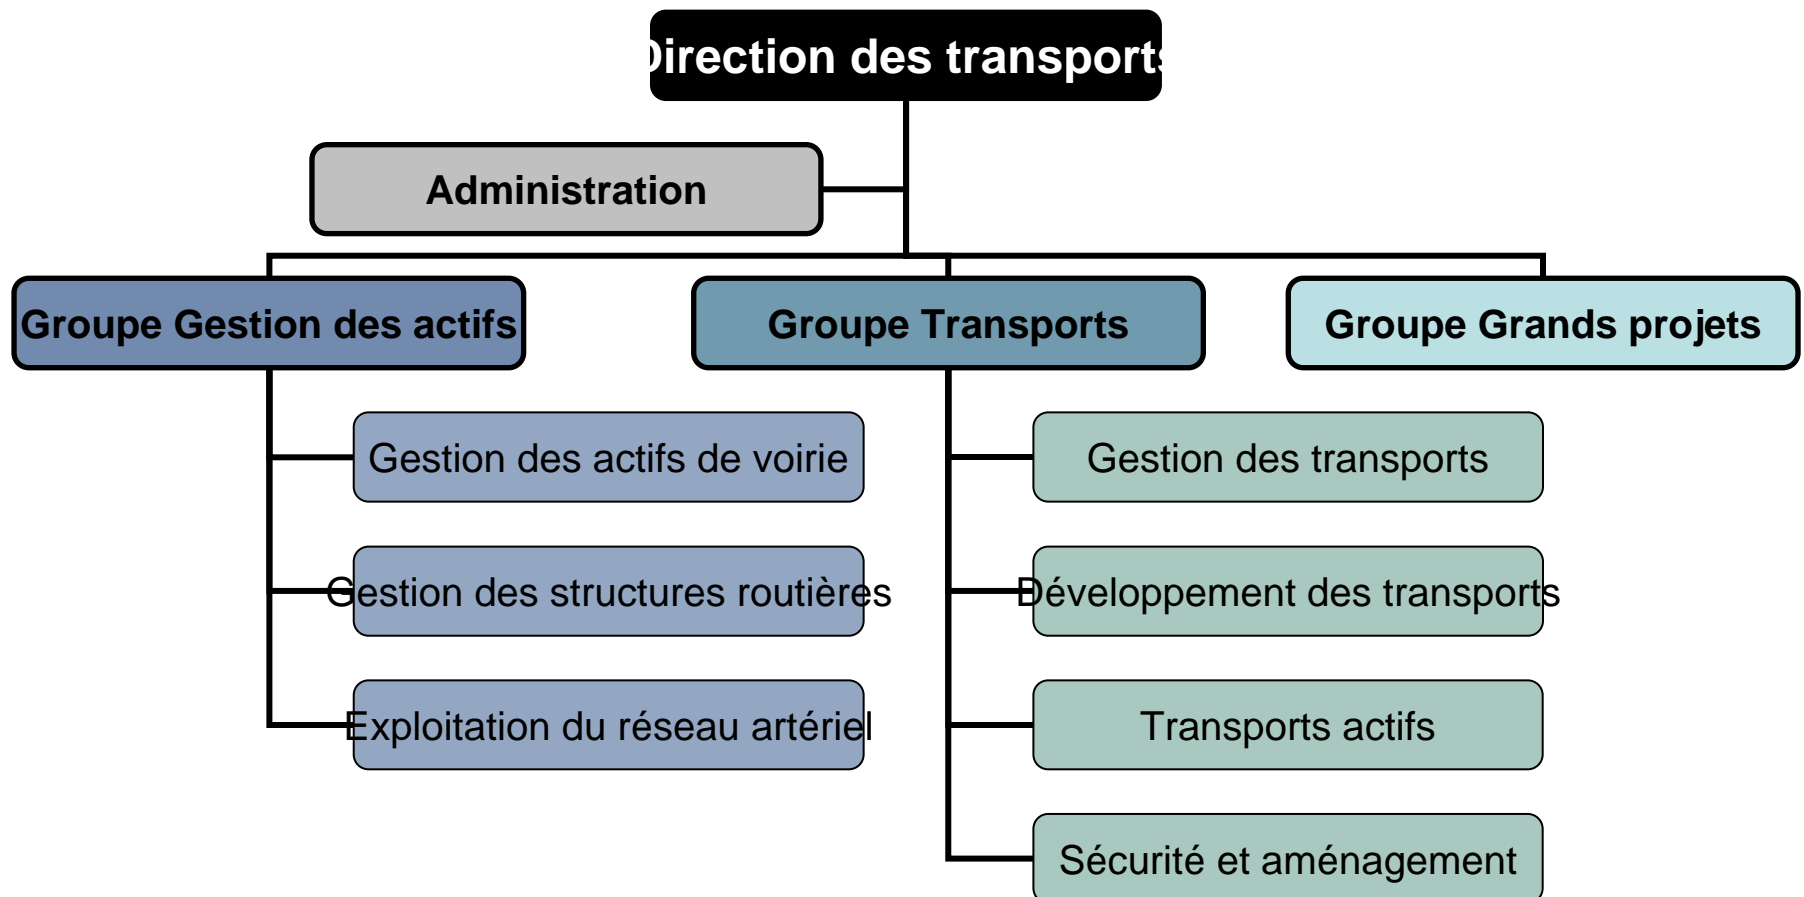 Direction des transports
Administration
Groupe Gestion des actifs
Groupe Transports
Groupe Grands projets
Gestion des actifs de voirie
Gestion des transports
Gestion des structures routières
Développement des transports
Exploitation du réseau artériel
Transports actifs
Sécurité et aménagement